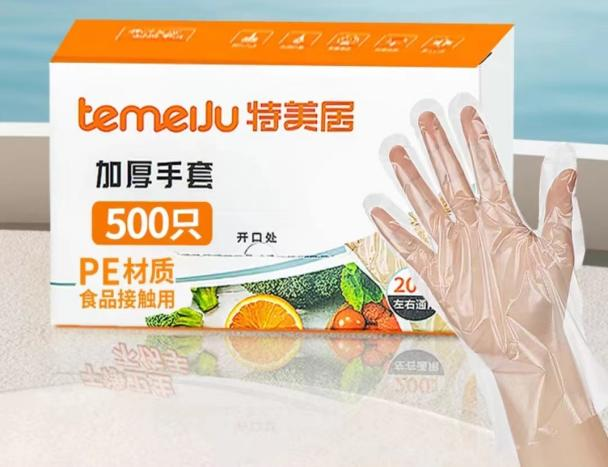 temeiju 特美居
加厚手套
500只
开口处
PE材质
食品接触用
20
左右通